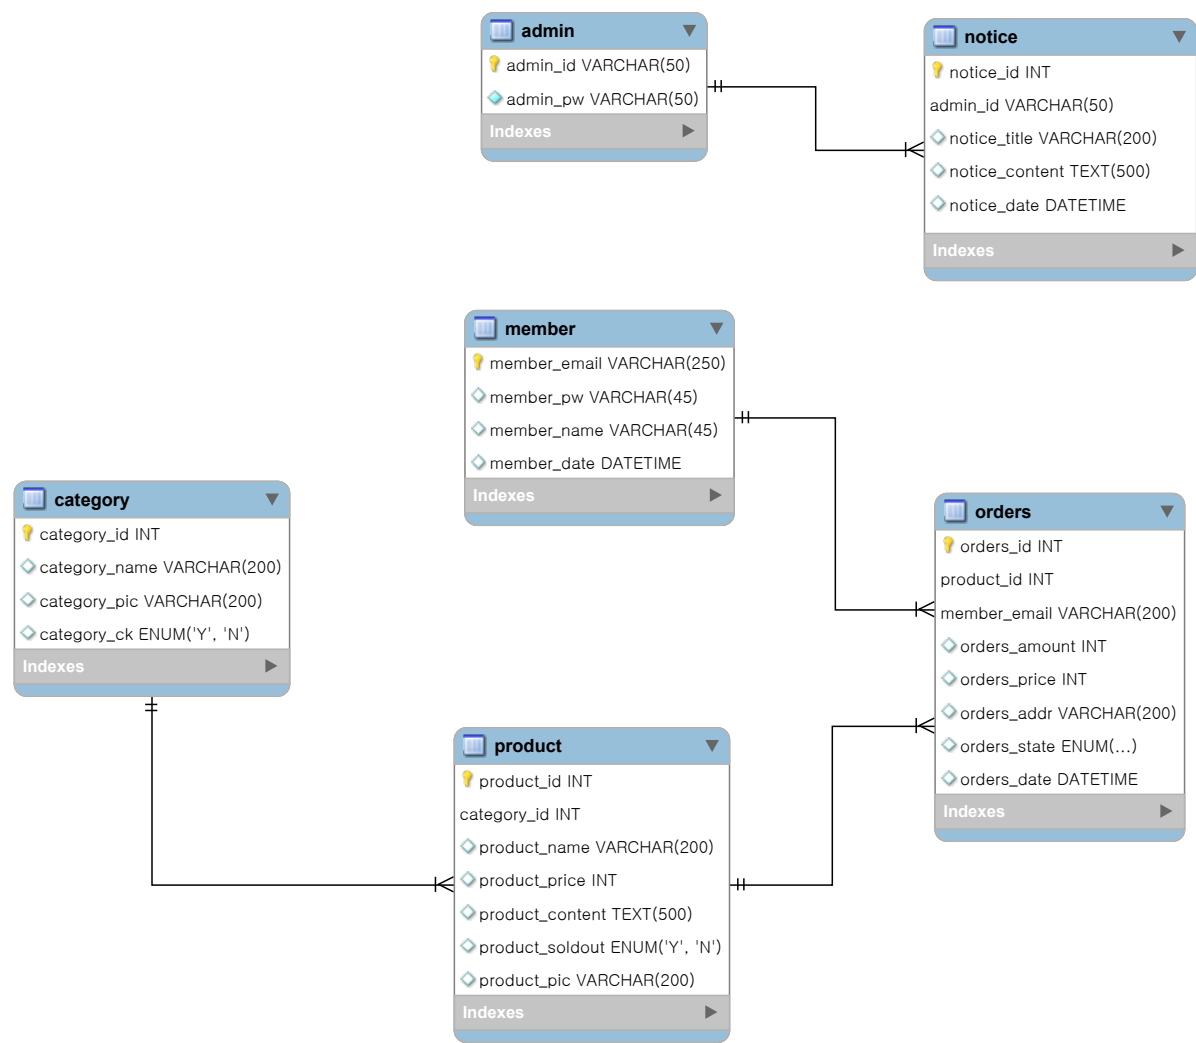 admin
admin_id VARCHAR(50)
admin_pw VARCHAR(50)
Indexes
notice
notice_id INT
admin_id VARCHAR(50)
notice_title VARCHAR(200)
notice_content TEXT(500)
notice_date DATETIME
Indexes
member
member_email VARCHAR(250)
member_pw VARCHAR(45)
member_name VARCHAR(45)
member_date DATETIME
Indexes
category
category_id INT
category_name VARCHAR(200)
category_pic VARCHAR(200)
category_ck ENUM('Y', 'N')
Indexes
orders
orders_id INT
product_id INT
member_email VARCHAR(200)
orders_amount INT
orders_price INT
orders_addr VARCHAR(200)
orders_state ENUM(...)
orders_date DATETIME
Indexes
product
product_id INT
category_id INT
product_name VARCHAR(200)
product_price INT
product_content TEXT(500)
product_soldout ENUM('Y', 'N')
product_pic VARCHAR(200)
Indexes